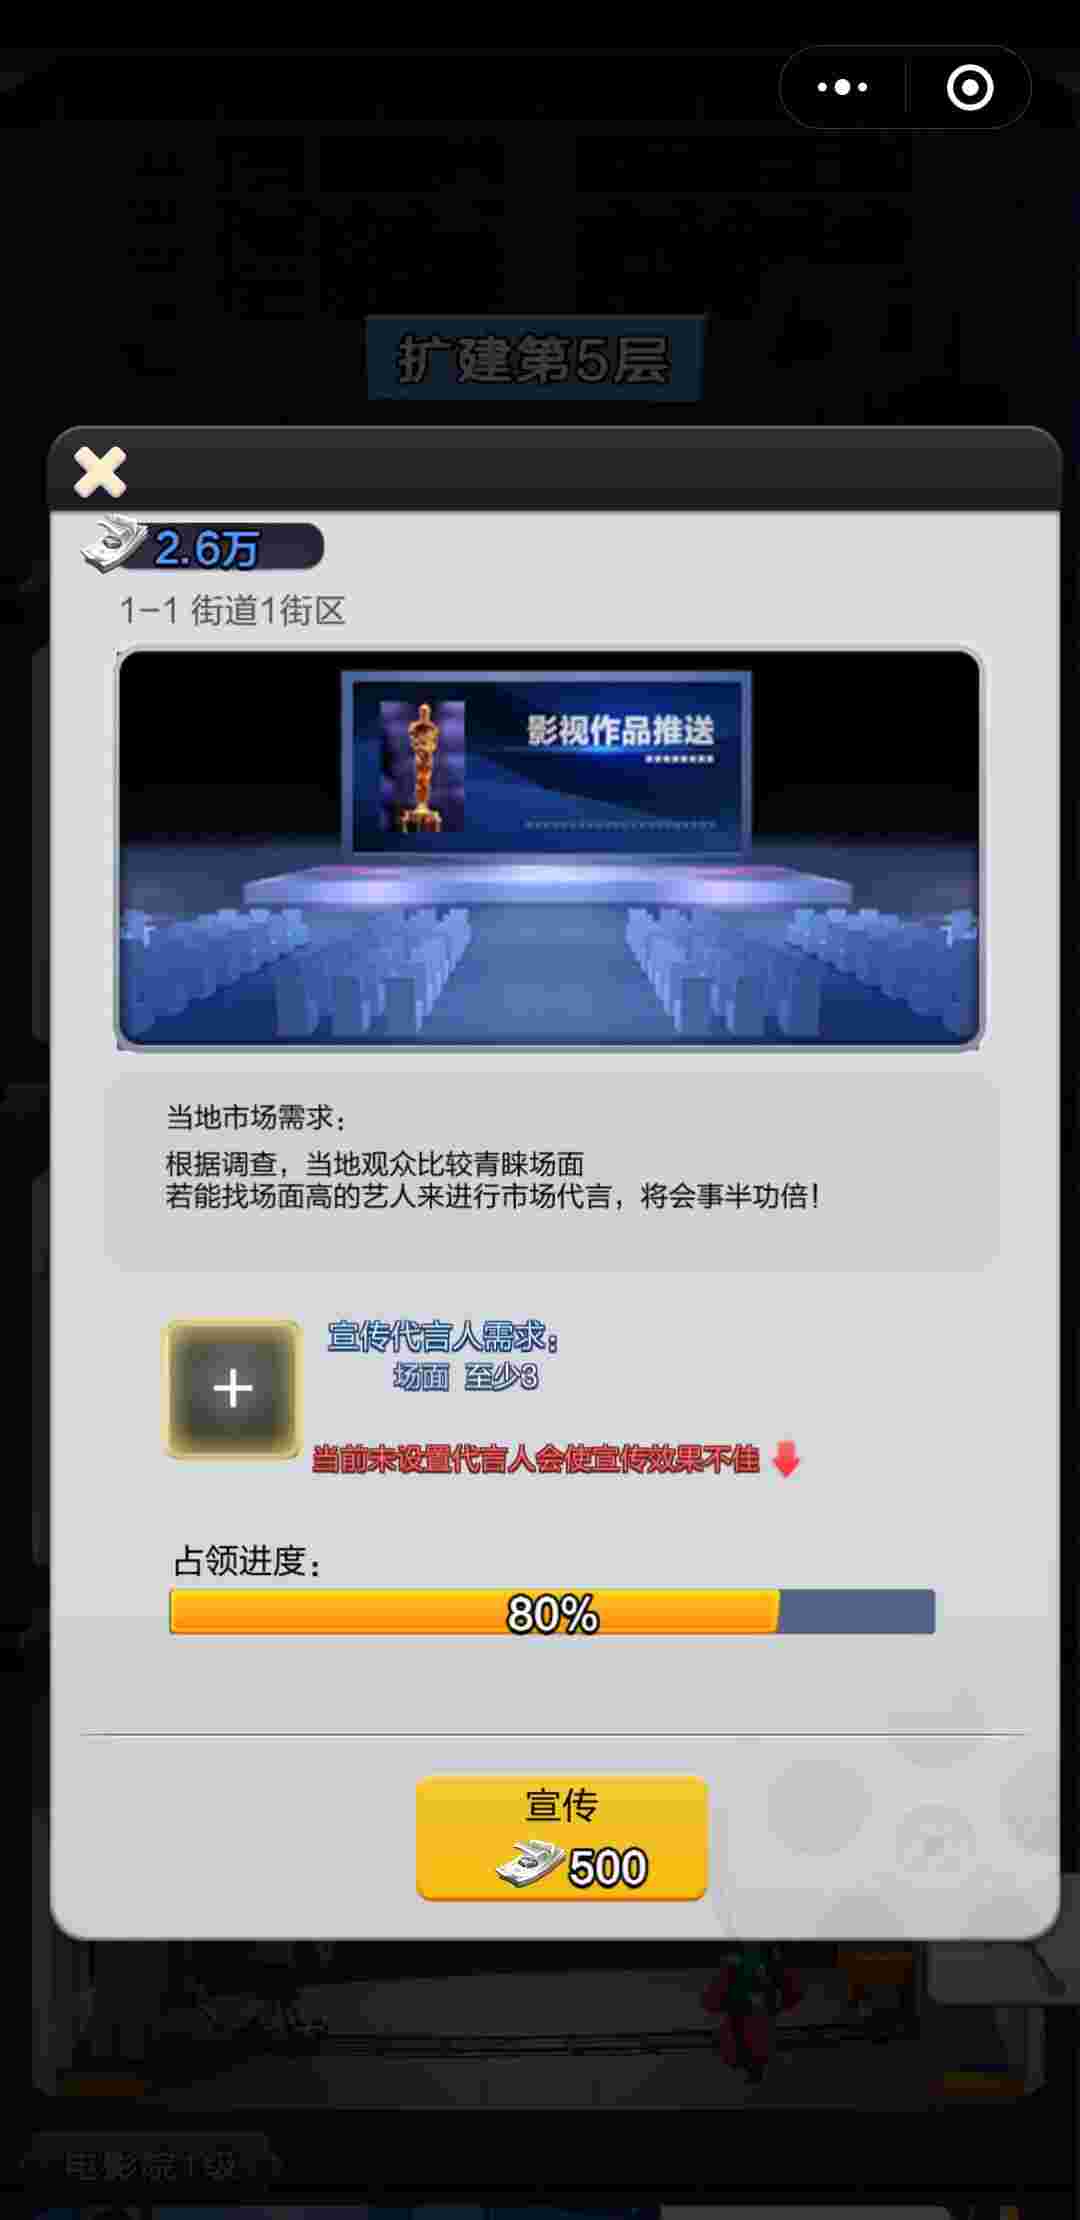 扩建第5层
2.6万
1-1 街道1街区
影视作品推送
当地市场需求：
根据调查，当地观众比较青睐场面
若能找场面高的艺人来进行市场代言，将会事半功倍！
宣传代言人需求：
场面 至少3
当前未设置代言人会使宣传效果不佳
占领进度：
80%
宣传
500
电影院1级